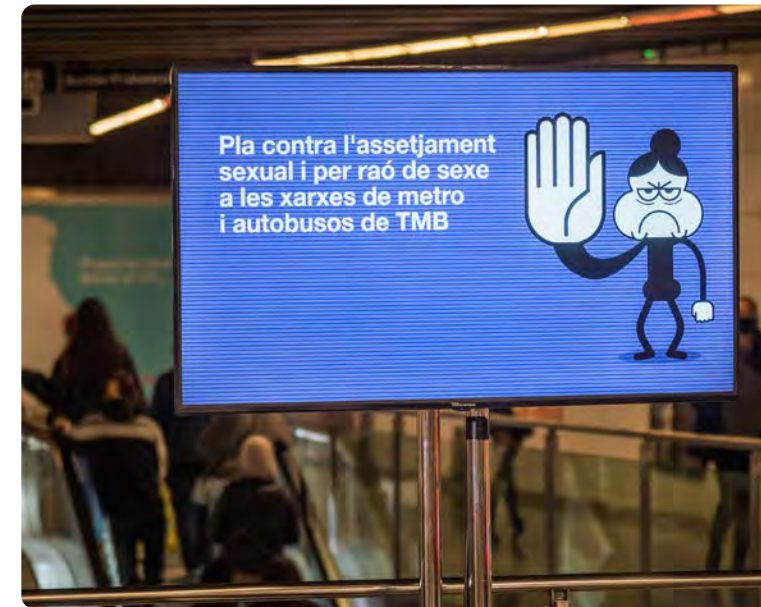 Pla contra l'assetjament
sexual i per raó de sexe
a les xarxes de metro
i autobusos de TMB